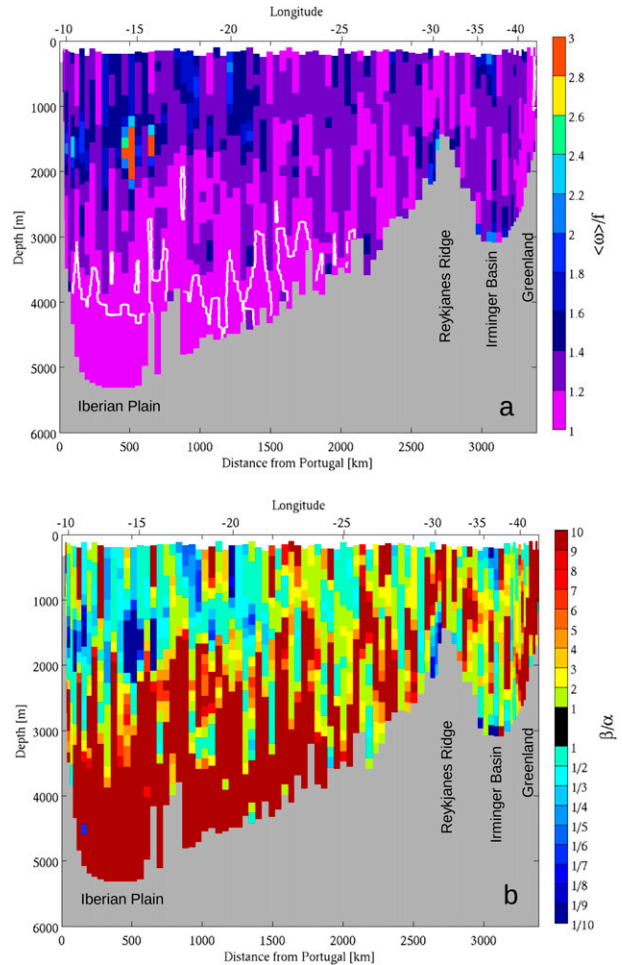 Longitude
-10 -15 -20 -25 -30 -35 -40
0
1000
2000
3000
4000
5000
6000
Depth [m]
0 500 1000 1500 2000 2500 3000
Distance from Portugal [km]
Iberian Plain
Reykjanes Ridge
Irminger Basin
Greenland
a
3
2.8
2.6
2.4
2.2
2
1.8
1.6
1.4
1.2
1
<ω>/f
Longitude
-10 -15 -20 -25 -30 -35 -40
0
1000
2000
3000
4000
5000
6000
Depth [m]
0 500 1000 1500 2000 2500 3000
Distance from Portugal [km]
Iberian Plain
Reykjanes Ridge
Irminger Basin
Greenland
b
10
9
8
7
6
5
4
3
2
1
1
1/2
1/3
1/4
1/5
1/6
1/7
1/8
1/9
1/10
β/α